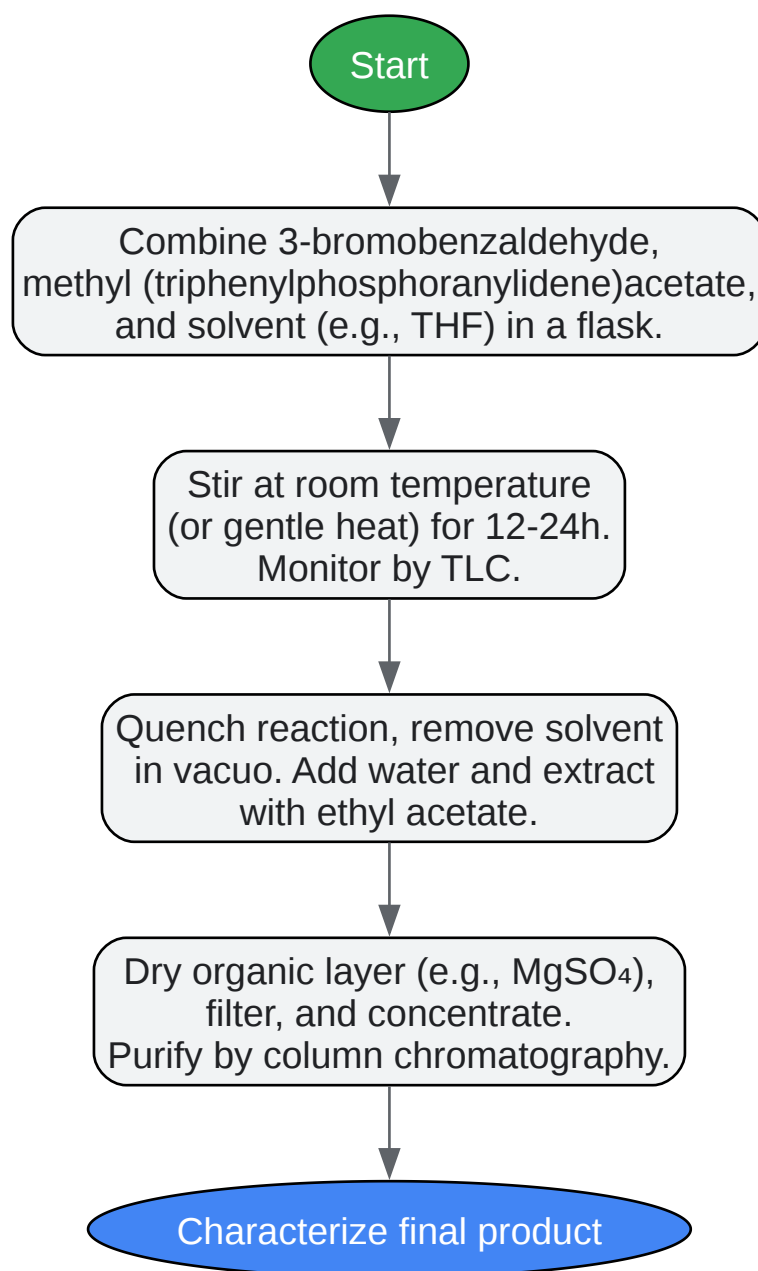 Start
Combine 3-bromobenzaldehyde,
methyl (triphenylphosphoranylidene)acetate,
and solvent (e.g., THF) in a flask.
Stir at room temperature
(or gentle heat) for 12-24h.
Monitor by TLC.
Quench reaction, remove solvent
in vacuo. Add water and extract
with ethyl acetate.
Dry organic layer (e.g., MgSO₄),
filter, and concentrate.
Purify by column chromatography.
Characterize final product